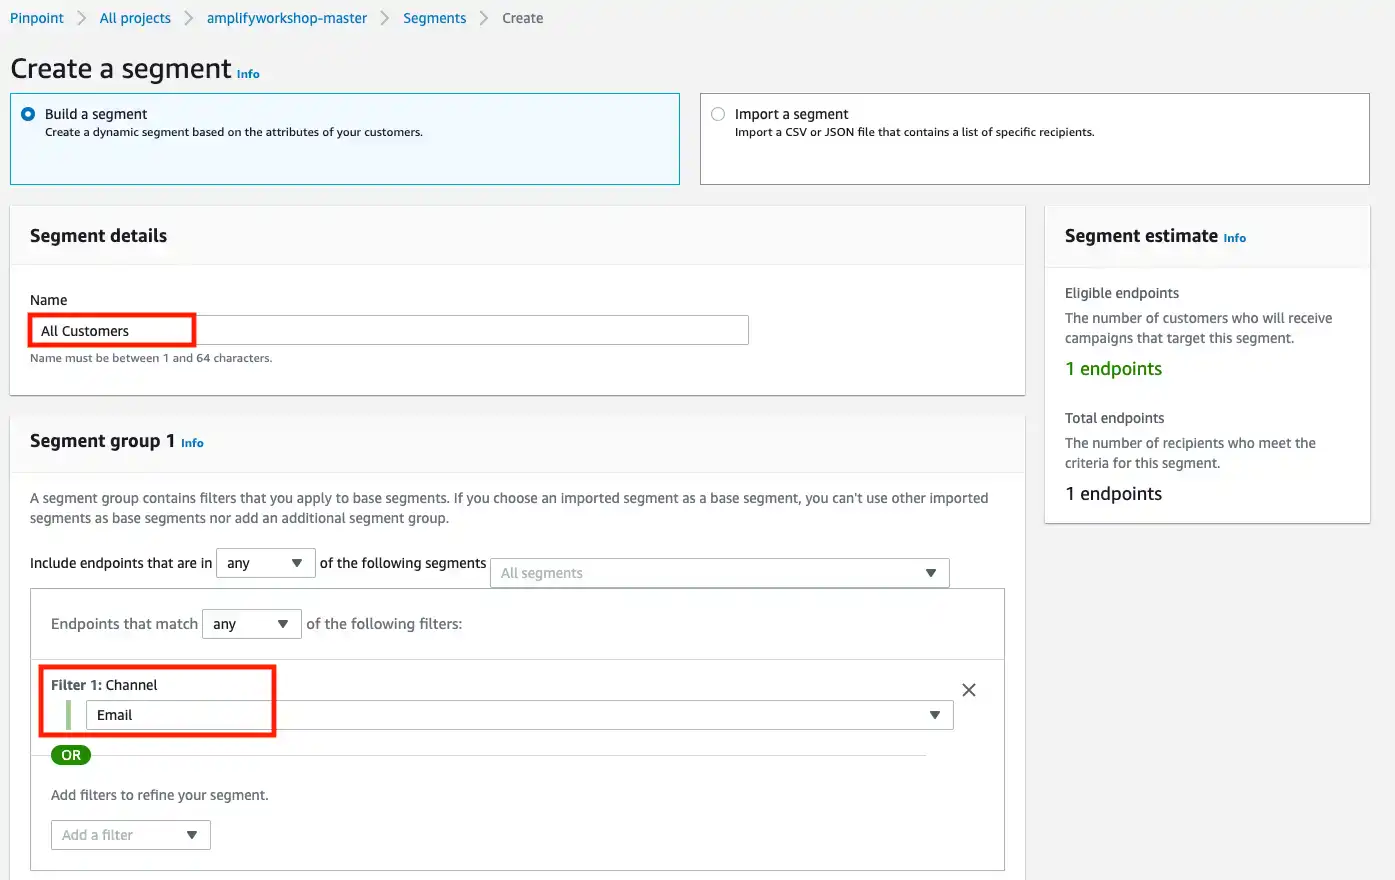 Pinpoint > All projects > amplifyworkshop-master > Segments > Create
Create a segment Info
Build a segment
Create a dynamic segment based on the attributes of your customers.
Import a segment
Import a CSV or JSON file that contains a list of specific recipients.
Segment details
Name
All Customers
Name must be between 1 and 64 characters.
Segment group 1 Info
A segment group contains filters that you apply to base segments. If you choose an imported segment as a base segment, you can't use other imported
segments as base segments nor add an additional segment group.
Include endpoints that are in any of the following segments All segments
Endpoints that match any of the following filters:
Filter 1: Channel
Email
OR
Add filters to refine your segment.
Add a filter
Segment estimate Info
Eligible endpoints
The number of customers who will receive
campaigns that target this segment.
1 endpoints
Total endpoints
The number of recipients who meet the
criteria for this segment.
1 endpoints